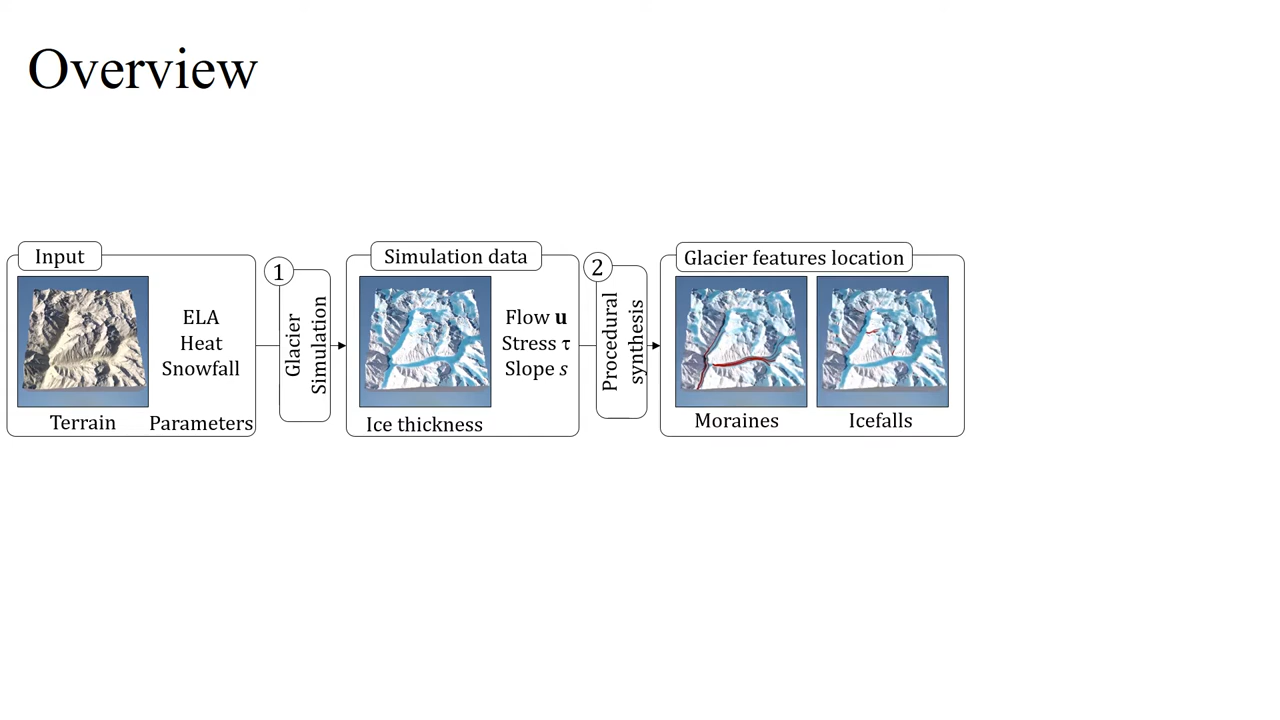 Overview
Input
ELA
Heat
Snowfall
Terrain
Parameters
1
Glacier
Simulation
Simulation data
Flow u
Stress τ
Slope s
Ice thickness
2
Procedural
synthesis
Glacier features location
Moraines
Icefalls